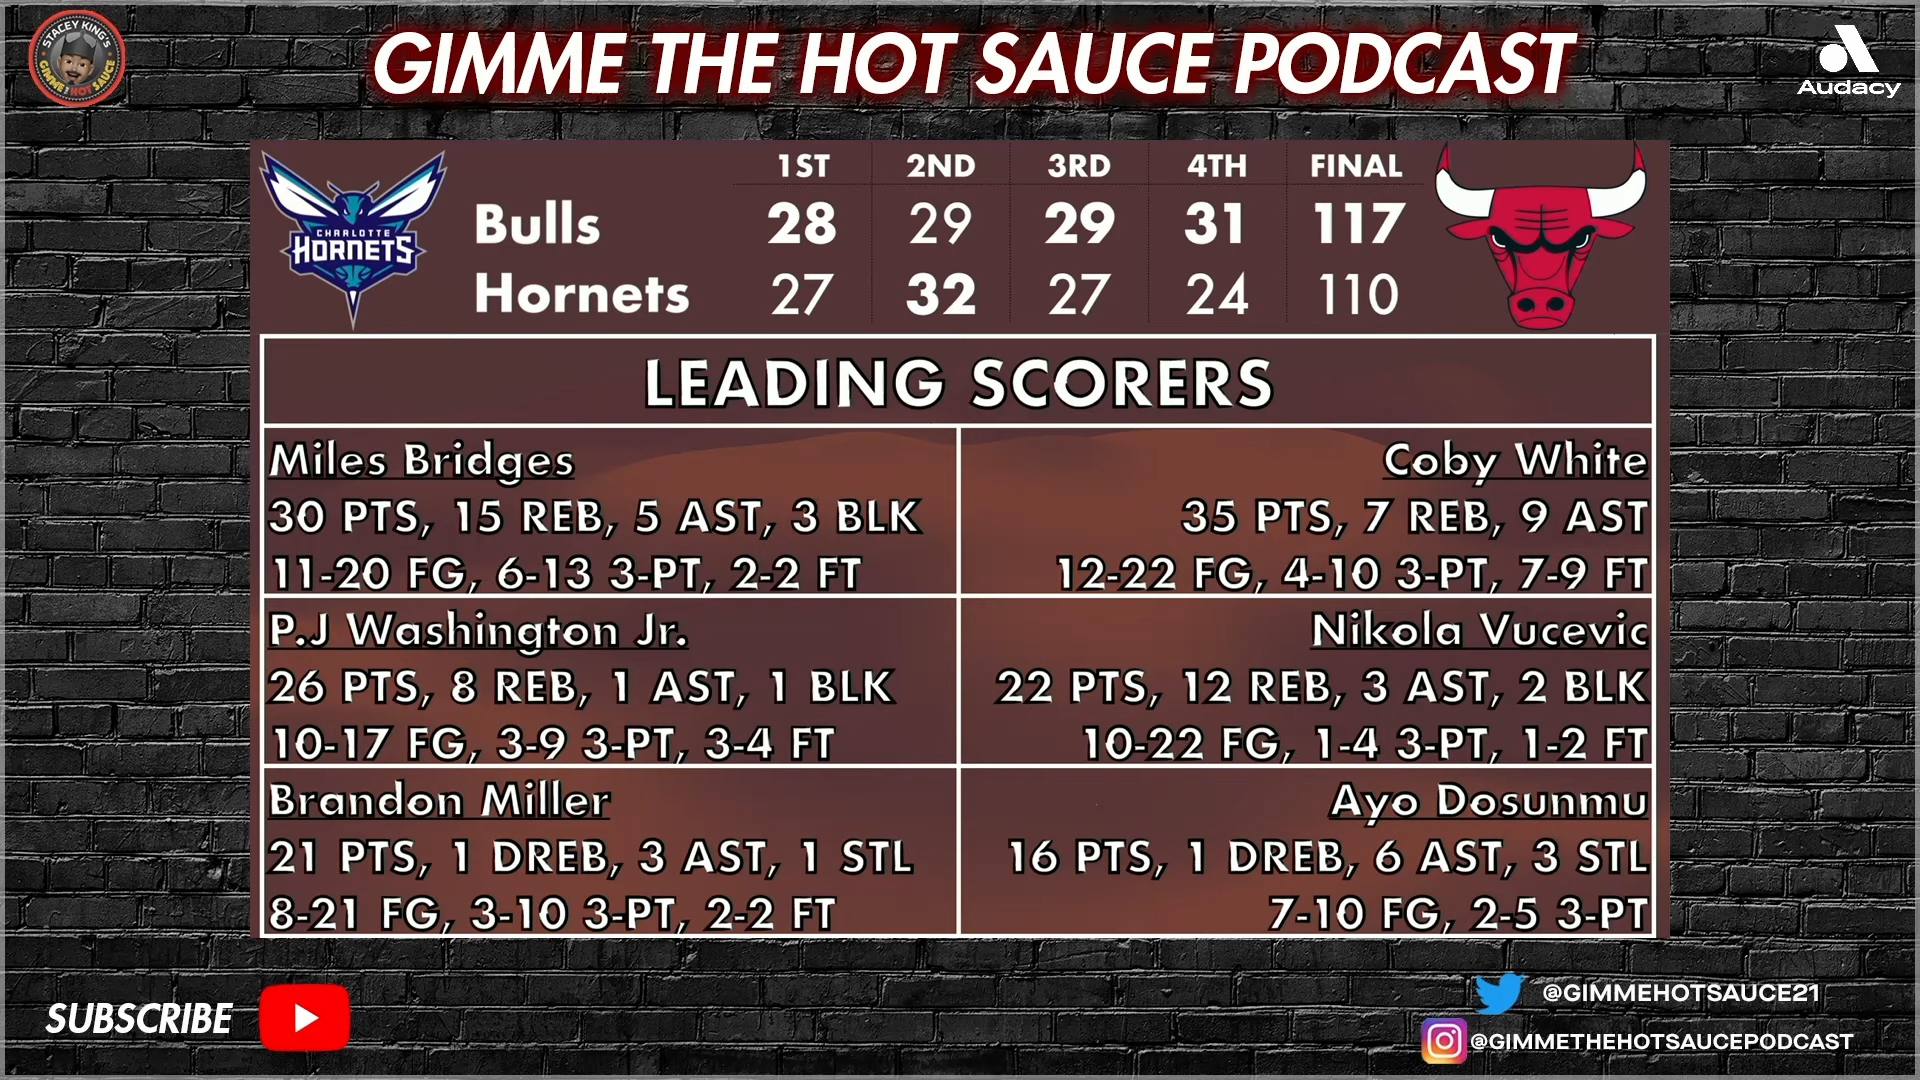 STACEY KING'S
GIMME THE HOT SAUCE
GIMME THE HOT SAUCE PODCAST
Audacy
CHARLOTTE
HORNETS
1ST 2ND 3RD 4TH FINAL
Bulls 28 29 29 31 117
Hornets 27 32 27 24 110
LEADING SCORERS
Miles Bridges
30 PTS, 15 REB, 5 AST, 3 BLK
11-20 FG, 6-13 3-PT, 2-2 FT
Coby White
35 PTS, 7 REB, 9 AST
12-22 FG, 4-10 3-PT, 7-9 FT
P.J Washington Jr.
26 PTS, 8 REB, 1 AST, 1 BLK
10-17 FG, 3-9 3-PT, 3-4 FT
Nikola Vucevic
22 PTS, 12 REB, 3 AST, 2 BLK
10-22 FG, 1-4 3-PT, 1-2 FT
Brandon Miller
21 PTS, 1 DREB, 3 AST, 1 STL
8-21 FG, 3-10 3-PT, 2-2 FT
Ayo Dosunmu
16 PTS, 1 DREB, 6 AST, 3 STL
7-10 FG, 2-5 3-PT
SUBSCRIBE
@GIMMEHOTSAUCE21
@GIMMETHEHOTSAUCEPODCAST